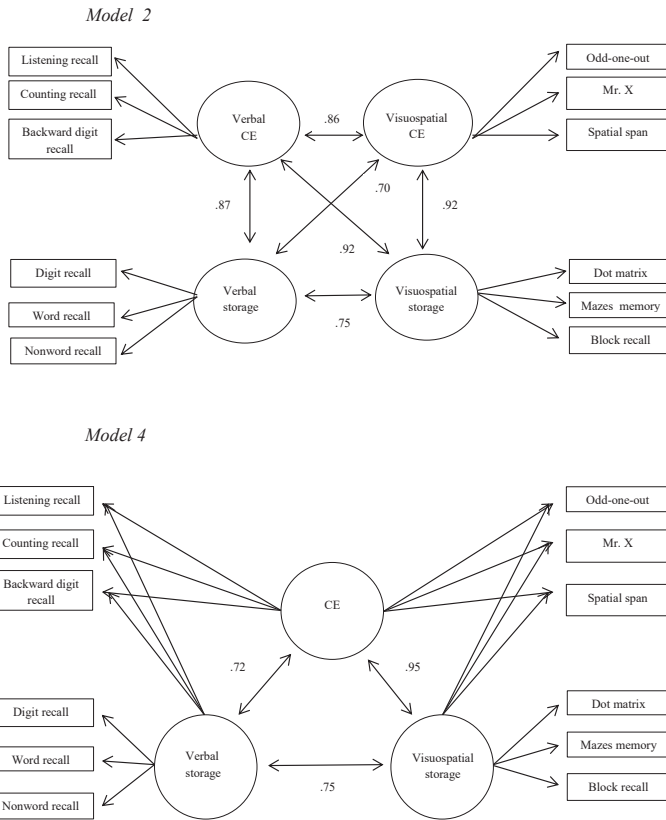 Model 2
Listening recall
Counting recall
Backward digit
recall
Verbal
CE
.86
Visuospatial
CE
Odd-one-out
Mr. X
Spatial span
.87
.92
.70
.92
Digit recall
Word recall
Nonword recall
Verbal
storage
.75
Visuospatial
storage
Dot matrix
Mazes memory
Block recall
Model 4
Listening recall
Counting recall
Backward digit
recall
CE
Odd-one-out
Mr. X
Spatial span
.72
.95
Digit recall
Word recall
Nonword recall
Verbal
storage
.75
Visuospatial
storage
Dot matrix
Mazes memory
Block recall